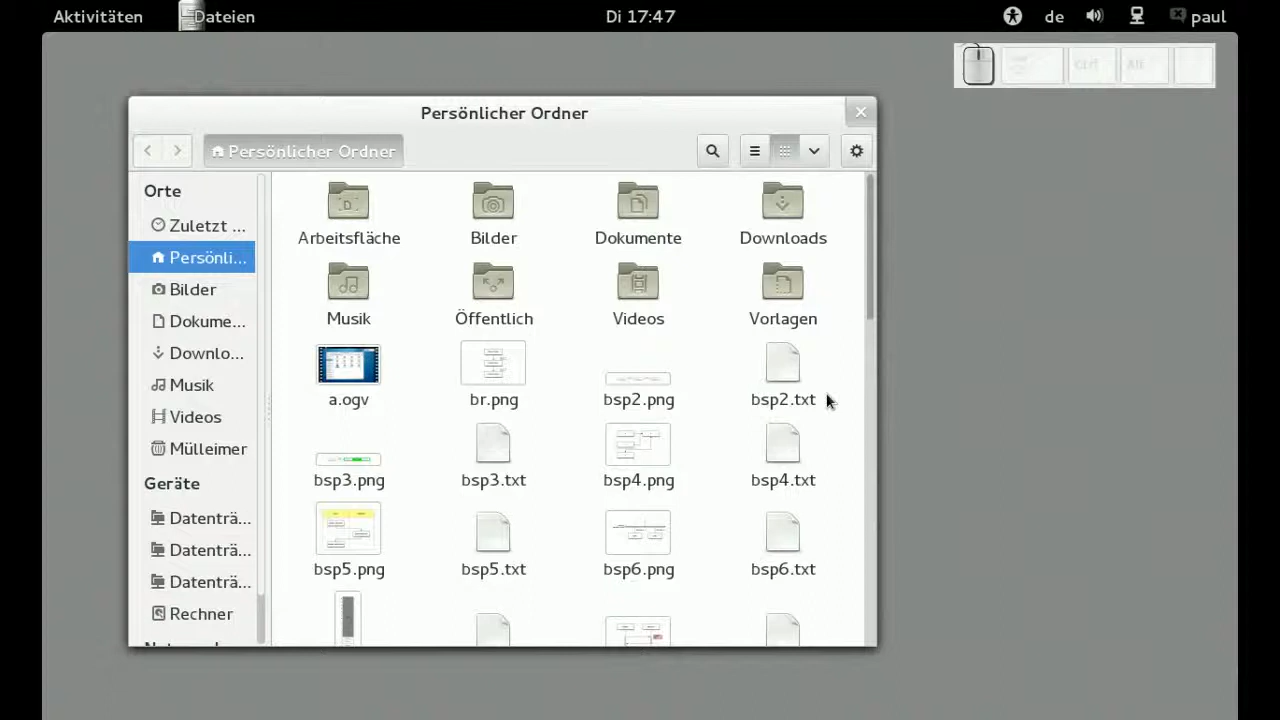 Aktivitäten Dateien Di 17:47 de paul
Ctrl Alt
Persönlicher Ordner
Persönlicher Ordner
Orte
Zuletzt ...
Persönli...
Bilder
Dokume...
Downlo...
Musik
Videos
Mülleimer
Geräte
Datenträ...
Datenträ...
Datenträ...
Rechner
Arbeitsfläche Bilder Dokumente Downloads
Musik Öffentlich Videos Vorlagen
a.ogv br.png bsp2.png bsp2.txt
bsp3.png bsp3.txt bsp4.png bsp4.txt
bsp5.png bsp5.txt bsp6.png bsp6.txt